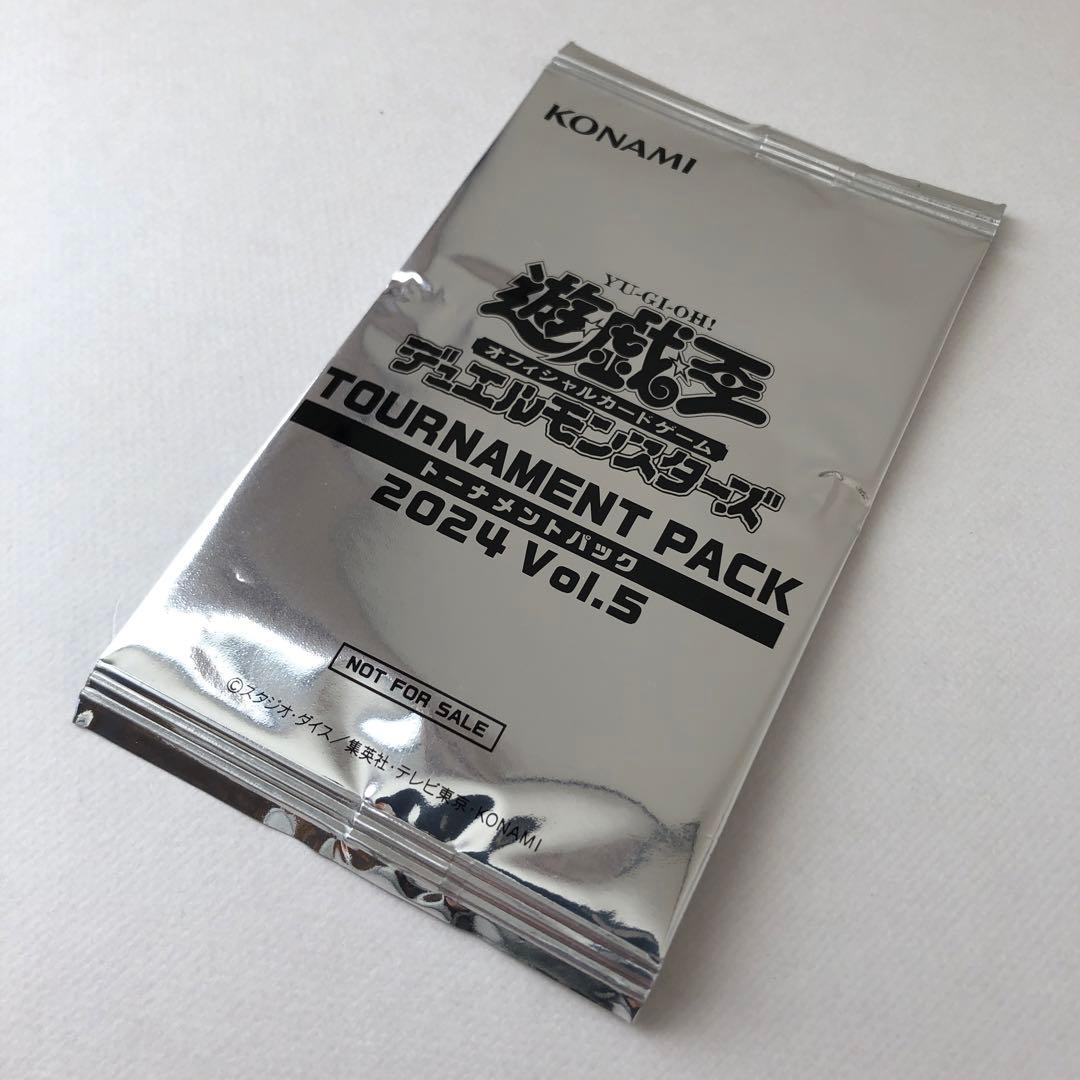 KONAMI
YU-GI-OH!
遊戯王
オフィシャルカードゲーム
デュエルモンスターズ
TOURNAMENT PACK
トーナメントパック
2024 Vol.5
NOT FOR SALE
©スタジオ・ダイス／集英社・テレビ東京・KONAMI